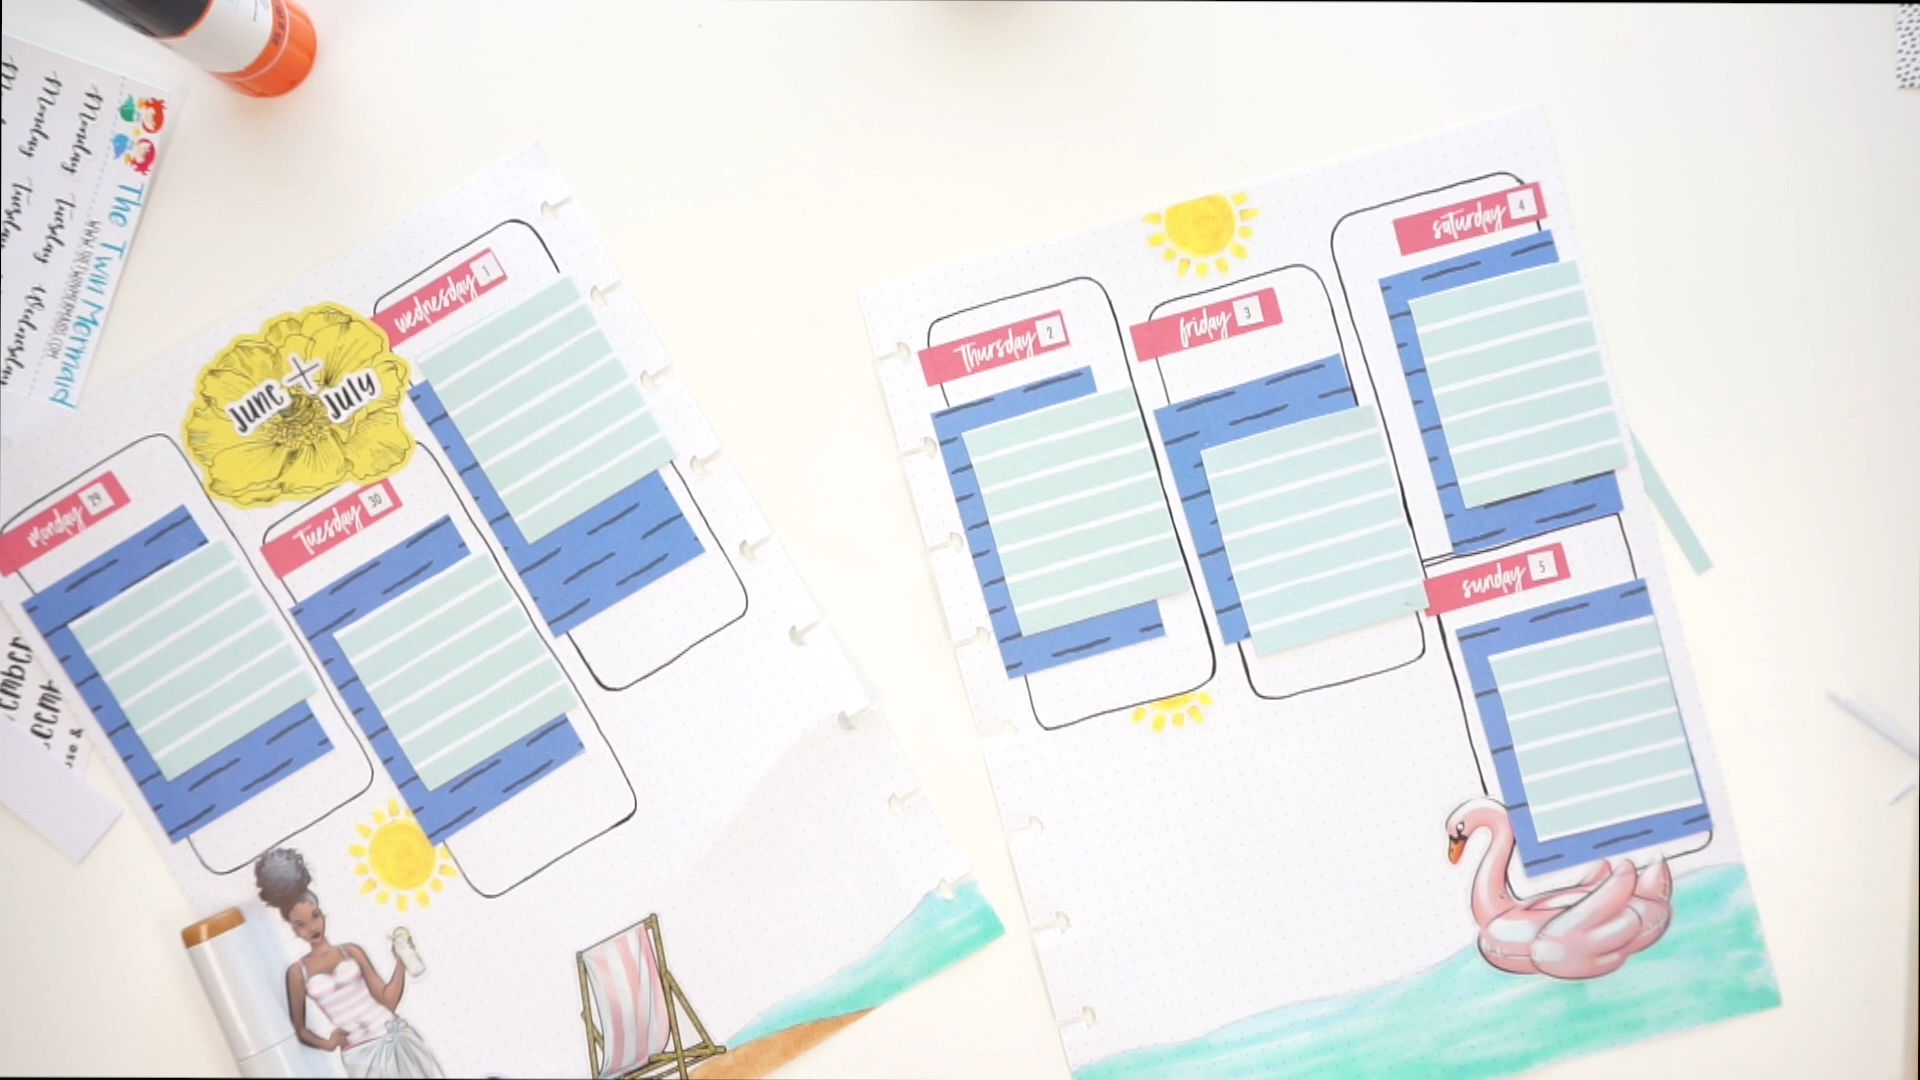 Monday Tuesday Wednesday
Monday Tuesday
The Twin Mermaid
June +
July
monday 29
Tuesday 30
wednesday 1
Thursday 2
friday 3
saturday 4
sunday 5